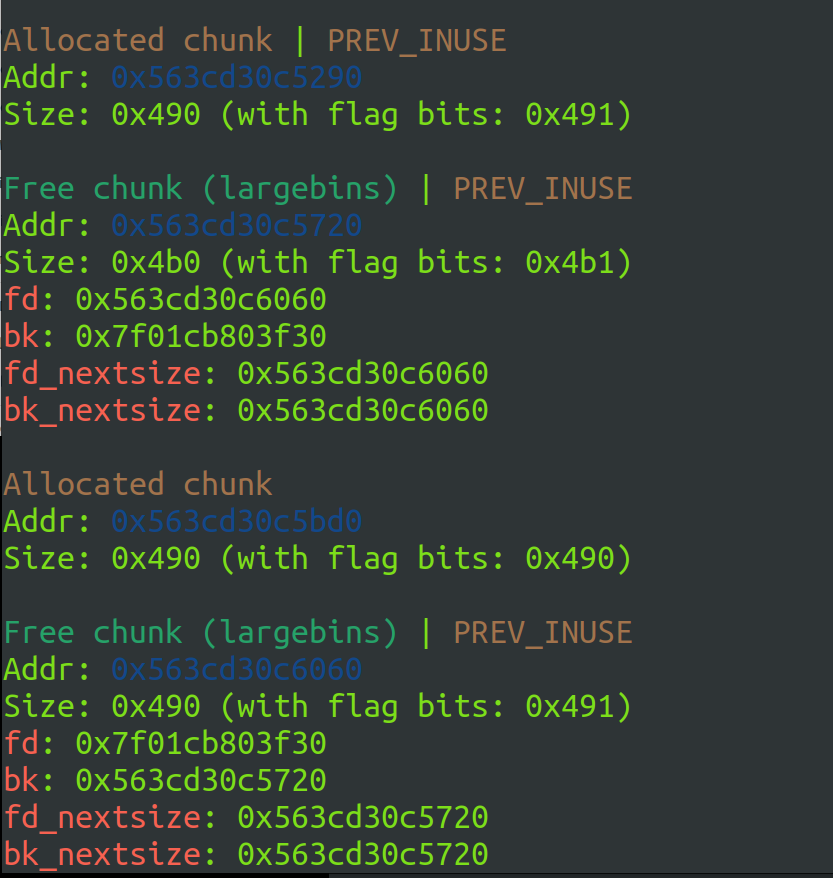 Allocated chunk | PREV_INUSE
Addr: 0x563cd30c5290
Size: 0x490 (with flag bits: 0x491)
Free chunk (largebins) | PREV_INUSE
Addr: 0x563cd30c5720
Size: 0x4b0 (with flag bits: 0x4b1)
fd: 0x563cd30c6060
bk: 0x7f01cb803f30
fd_nextsize: 0x563cd30c6060
bk_nextsize: 0x563cd30c6060
Allocated chunk
Addr: 0x563cd30c5bd0
Size: 0x490 (with flag bits: 0x490)
Free chunk (largebins) | PREV_INUSE
Addr: 0x563cd30c6060
Size: 0x490 (with flag bits: 0x491)
fd: 0x7f01cb803f30
bk: 0x563cd30c5720
fd_nextsize: 0x563cd30c5720
bk_nextsize: 0x563cd30c5720